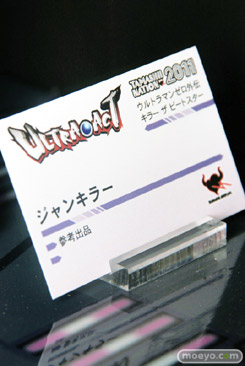 ULTRA-ACT
TAMASHII NATION 2011
ウルトラマンゼロ外伝
キラー ザ ビートスター
ジャンキラー
参考出品
moeyo.com